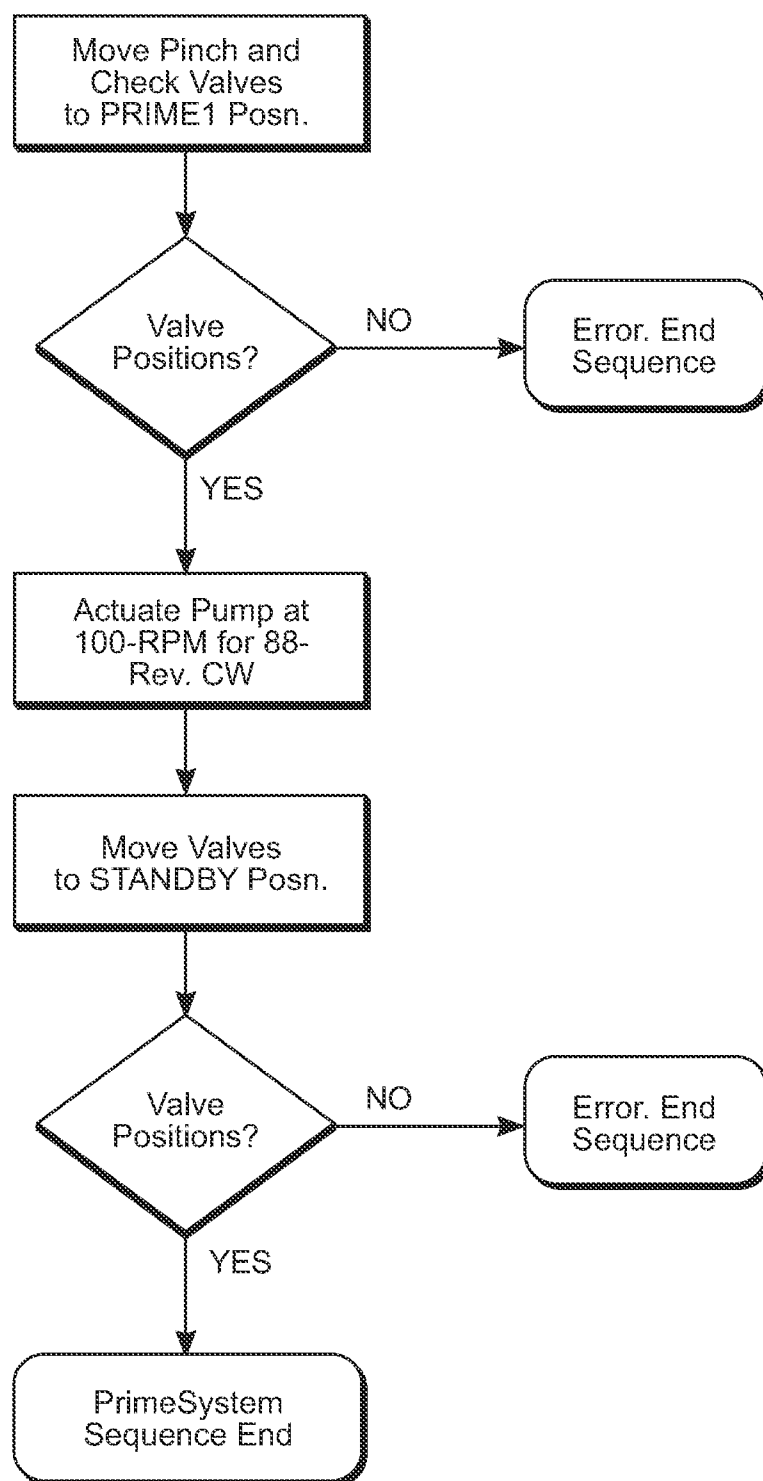 Move Pinch and
Check Valves
to PRIME1 Posn.
Valve
Positions?
NO
Error. End
Sequence
YES
Actuate Pump at
100-RPM for 88-
Rev. CW
Move Valves
to STANDBY Posn.
Valve
Positions?
NO
Error. End
Sequence
YES
PrimeSystem
Sequence End